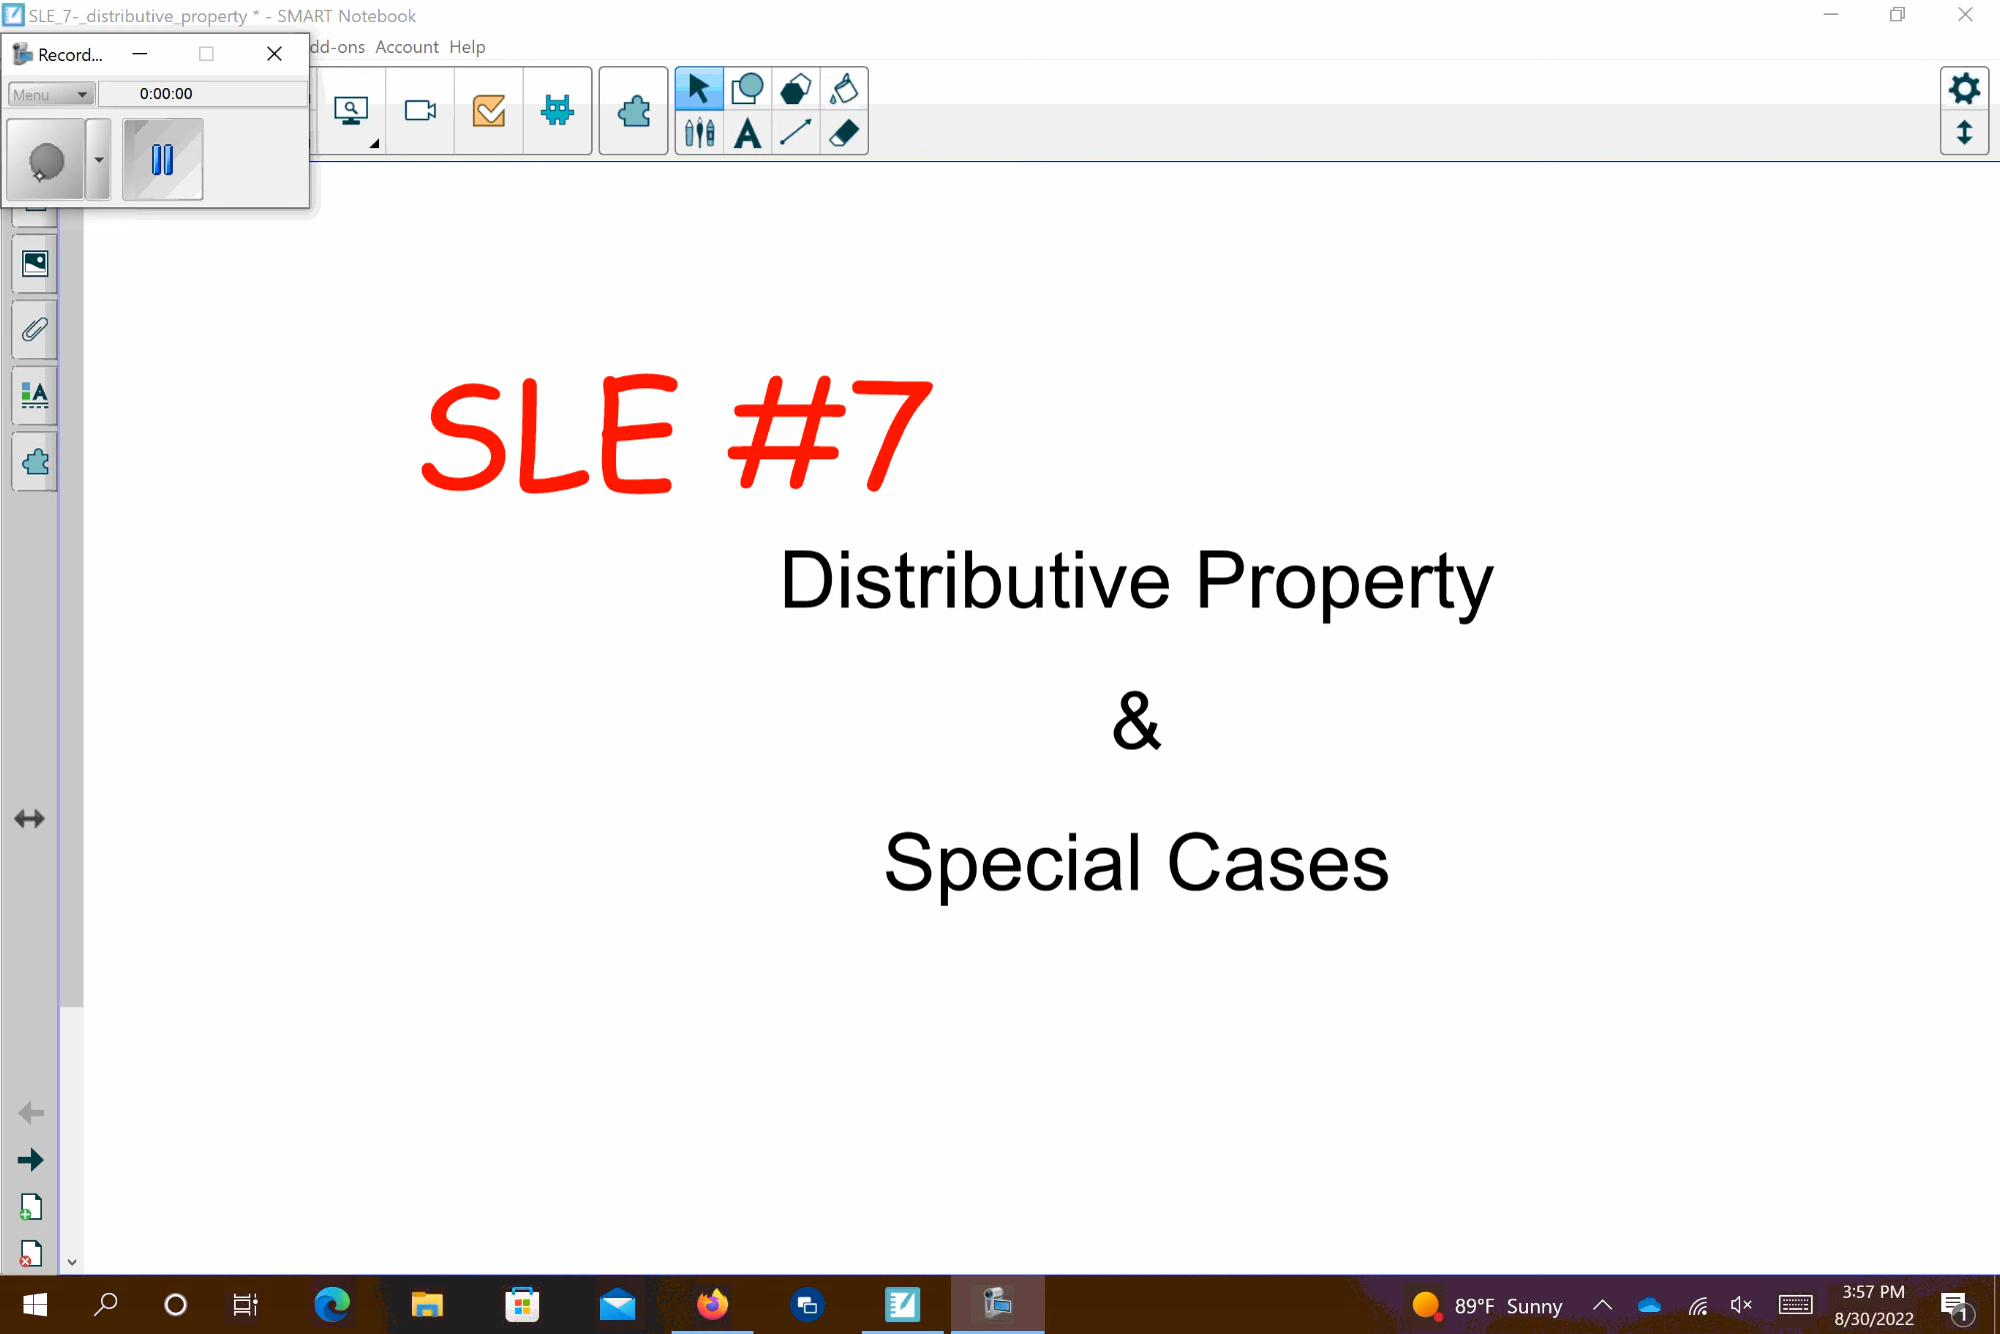 SLE_7-_distributive_property * - SMART Notebook
Record...
dd-ons Account Help
Menu 0:00:00
A
A
SLE #7
Distributive Property
&
Special Cases
89°F Sunny
3:57 PM
8/30/2022
1